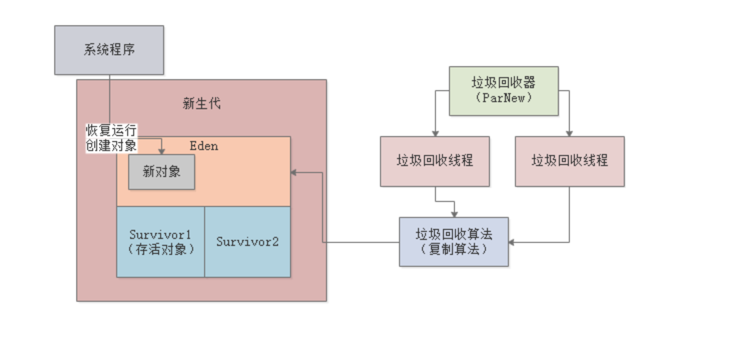 系统程序
新生代
恢复运行
创建对象
Eden
新对象
Survivor1
（存活对象）
Survivor2
垃圾回收器
（ParNew）
垃圾回收线程
垃圾回收线程
垃圾回收算法
（复制算法）